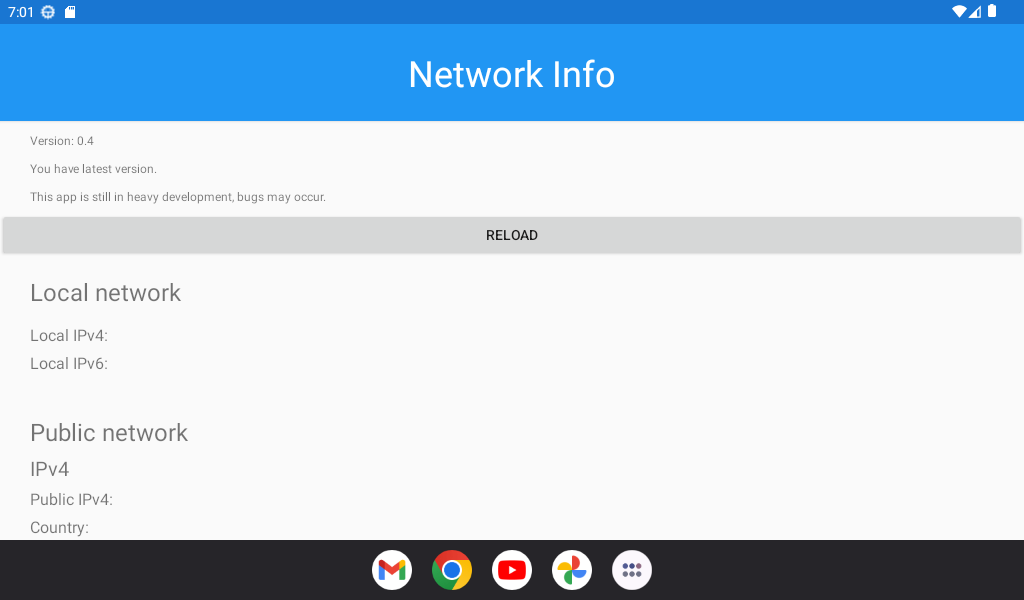 7:01
Network Info
Version: 0.4
You have latest version.
This app is still in heavy development, bugs may occur.
RELOAD
Local network
Local IPv4:
Local IPv6:
Public network
IPv4
Public IPv4:
Country: